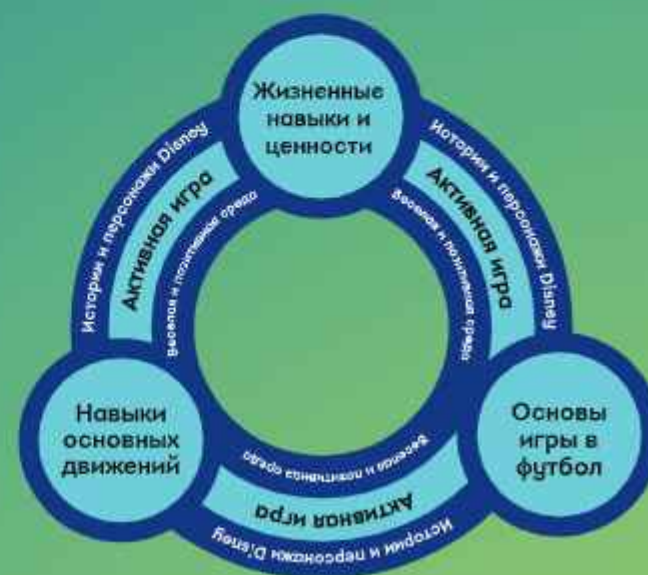 Жизненные
навыки и
ценности
Истории и персонажи Disney
Активная игра
Веселая и позитивная среда
Истории и персонажи Disney
Активная игра
Веселая и позитивная среда
Навыки
основных
движений
Основы
игры в
футбол
Веселая и позитивная среда
Активная игра
Истории и персонажи Disney